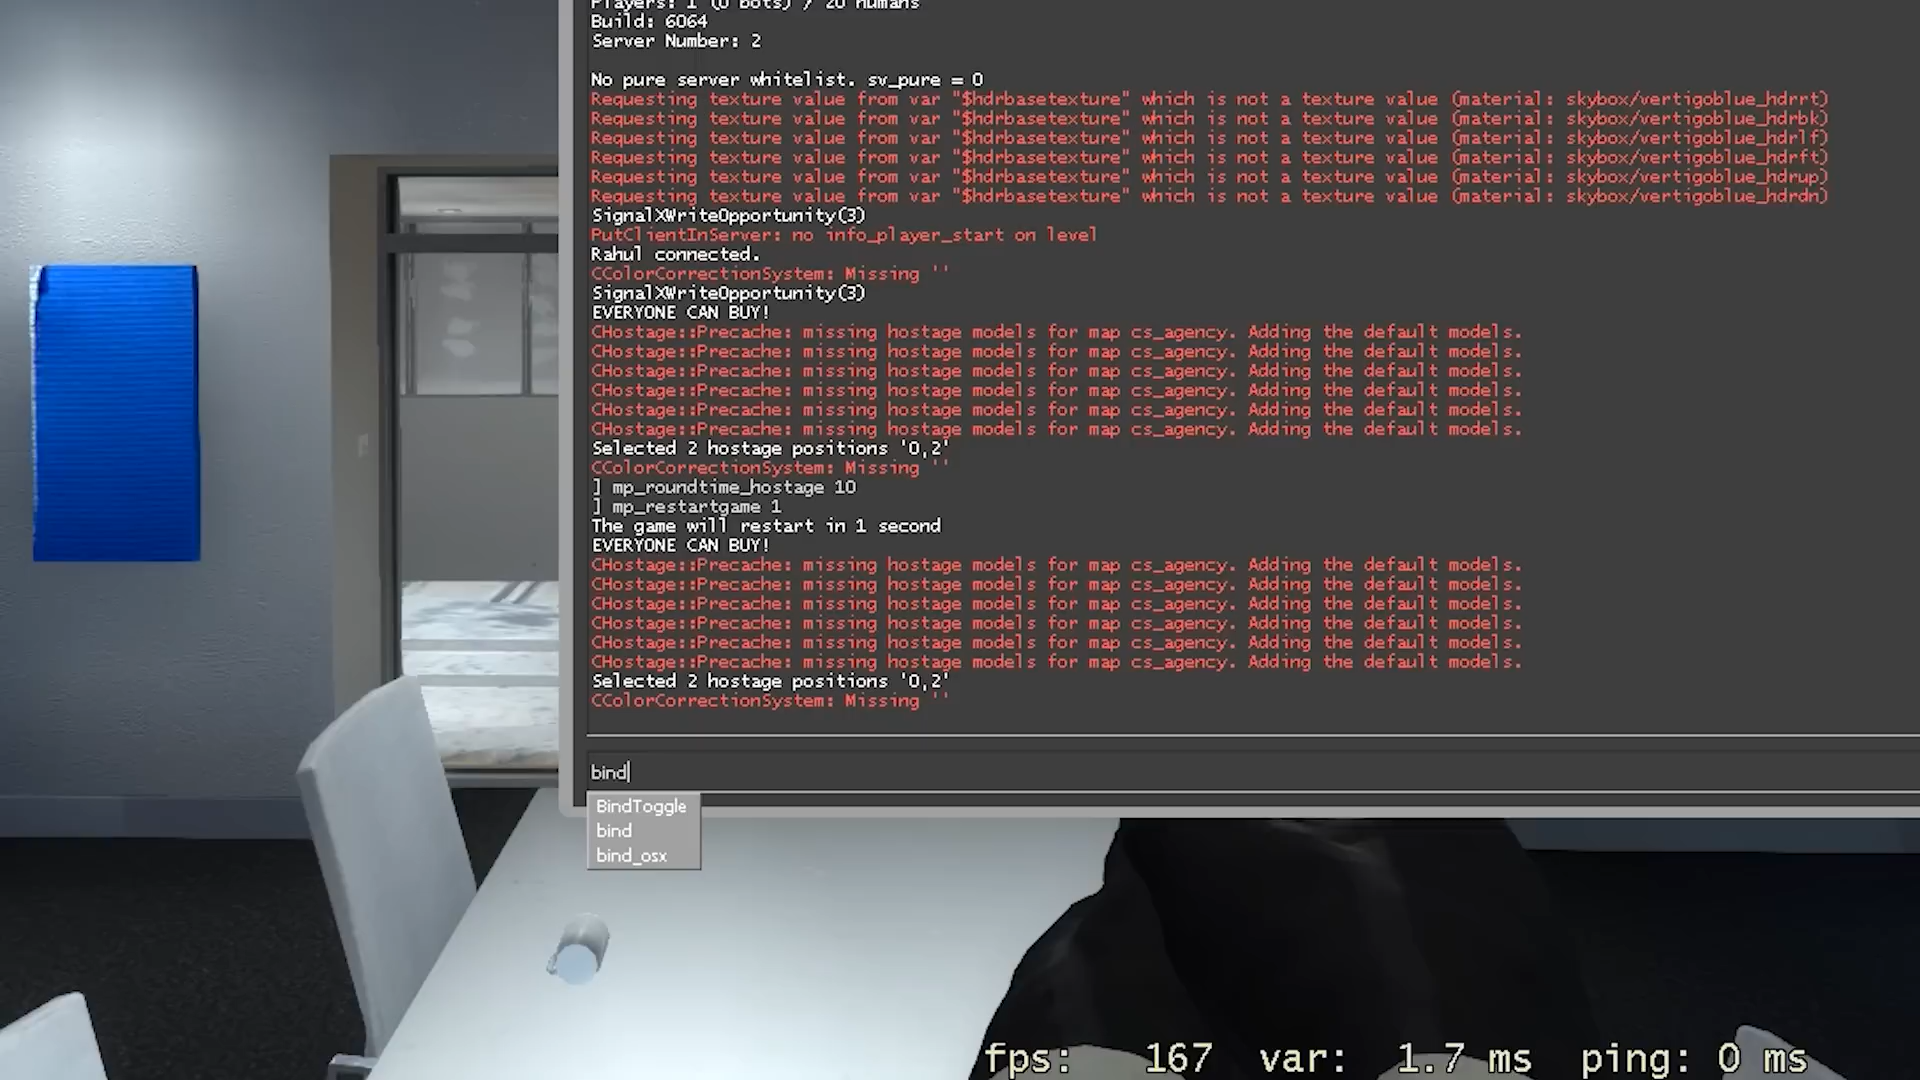 Players: 1 (0 bots) / 20 humans
Build: 6064
Server Number: 2
No pure server whitelist. sv_pure = 0
Requesting texture value from var "$hdrbasetexture" which is not a texture value (material: skybox/vertigoblue_hdrrt)
Requesting texture value from var "$hdrbasetexture" which is not a texture value (material: skybox/vertigoblue_hdrbk)
Requesting texture value from var "$hdrbasetexture" which is not a texture value (material: skybox/vertigoblue_hdrlf)
Requesting texture value from var "$hdrbasetexture" which is not a texture value (material: skybox/vertigoblue_hdrft)
Requesting texture value from var "$hdrbasetexture" which is not a texture value (material: skybox/vertigoblue_hdrup)
Requesting texture value from var "$hdrbasetexture" which is not a texture value (material: skybox/vertigoblue_hdrdn)
SignalXWriteOpportunity(3)
PutClientInServer: no info_player_start on level
Rahul connected.
CColorCorrectionSystem: Missing ''
SignalXWriteOpportunity(3)
EVERYONE CAN BUY!
CHostage::Precache: missing hostage models for map cs_agency. Adding the default models.
CHostage::Precache: missing hostage models for map cs_agency. Adding the default models.
CHostage::Precache: missing hostage models for map cs_agency. Adding the default models.
CHostage::Precache: missing hostage models for map cs_agency. Adding the default models.
CHostage::Precache: missing hostage models for map cs_agency. Adding the default models.
CHostage::Precache: missing hostage models for map cs_agency. Adding the default models.
Selected 2 hostage positions '0,2'
CColorCorrectionSystem: Missing ''
] mp_roundtime_hostage 10
] mp_restartgame 1
The game will restart in 1 second
EVERYONE CAN BUY!
CHostage::Precache: missing hostage models for map cs_agency. Adding the default models.
CHostage::Precache: missing hostage models for map cs_agency. Adding the default models.
CHostage::Precache: missing hostage models for map cs_agency. Adding the default models.
CHostage::Precache: missing hostage models for map cs_agency. Adding the default models.
CHostage::Precache: missing hostage models for map cs_agency. Adding the default models.
CHostage::Precache: missing hostage models for map cs_agency. Adding the default models.
Selected 2 hostage positions '0,2'
CColorCorrectionSystem: Missing ''
bind
BindToggle
bind
bind_osx
fps: 167 var: 1.7 ms ping: 0 ms